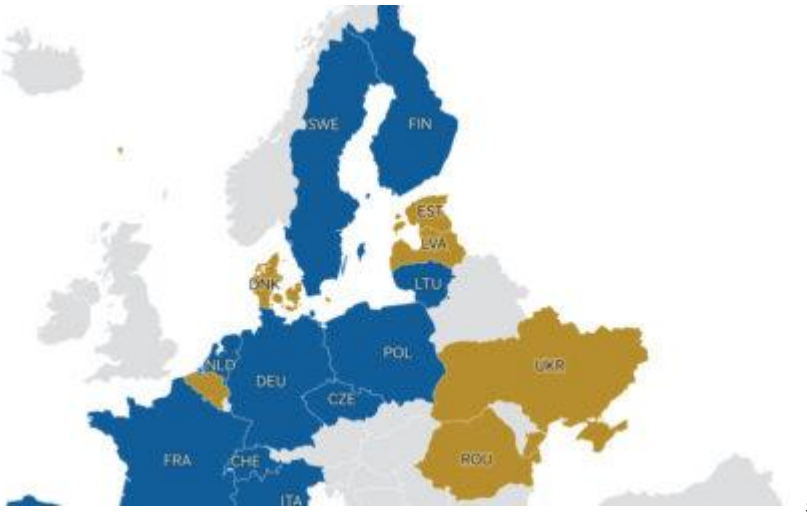 SWE
FIN
EST
LVA
DNK
LTU
NLD
POL
UKR
DEU
CZE
FRA
CHE
ROU
ITA